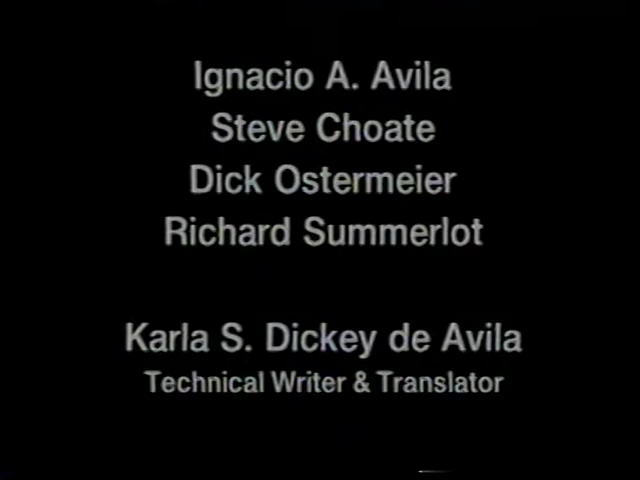 Ignacio A. Avila
Steve Choate
Dick Ostermeier
Richard Summerlot
Karla S. Dickey de Avila
Technical Writer & Translator